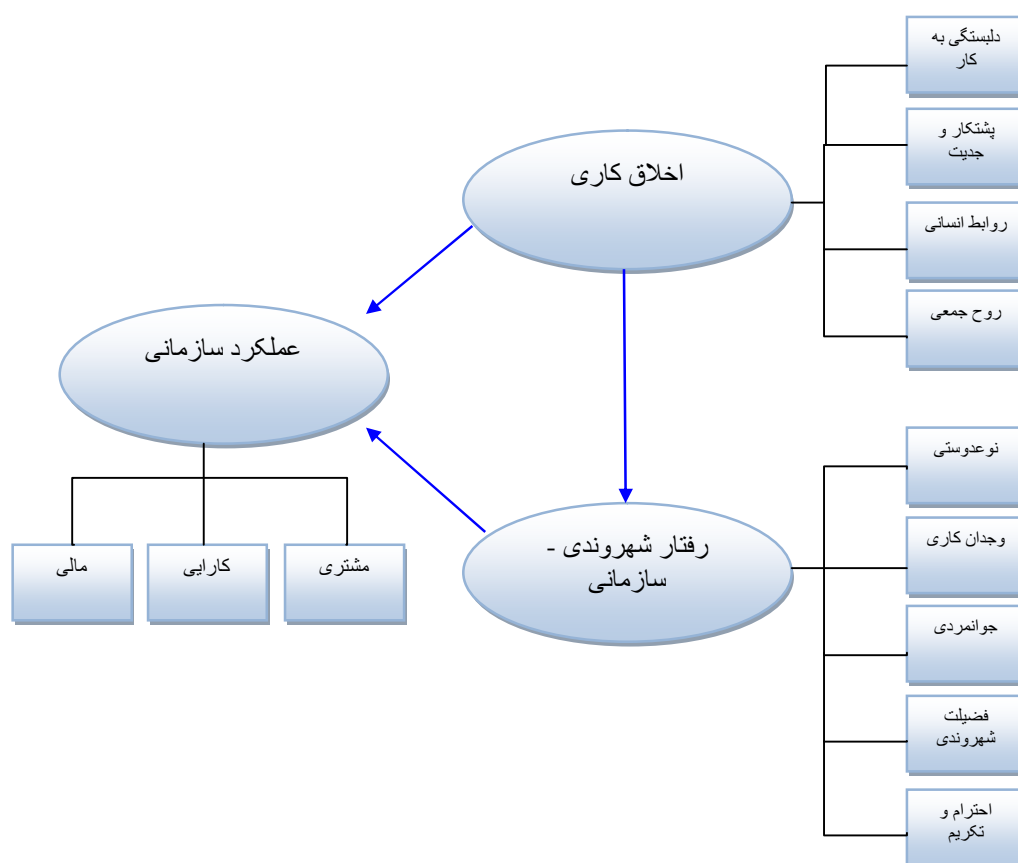 دلبستگی به
کار
پشتکار و
جدیت
اخلاق کاری
روابط انسانی
روح جمعی
عملکرد سازمانی
نوعدوستی
وجدان کاری
رفتار شهروندی -
سازمانی
مشتری
کارایی
مالی
جوانمردی
فضیلت
شهروندی
احترام و
تکریم